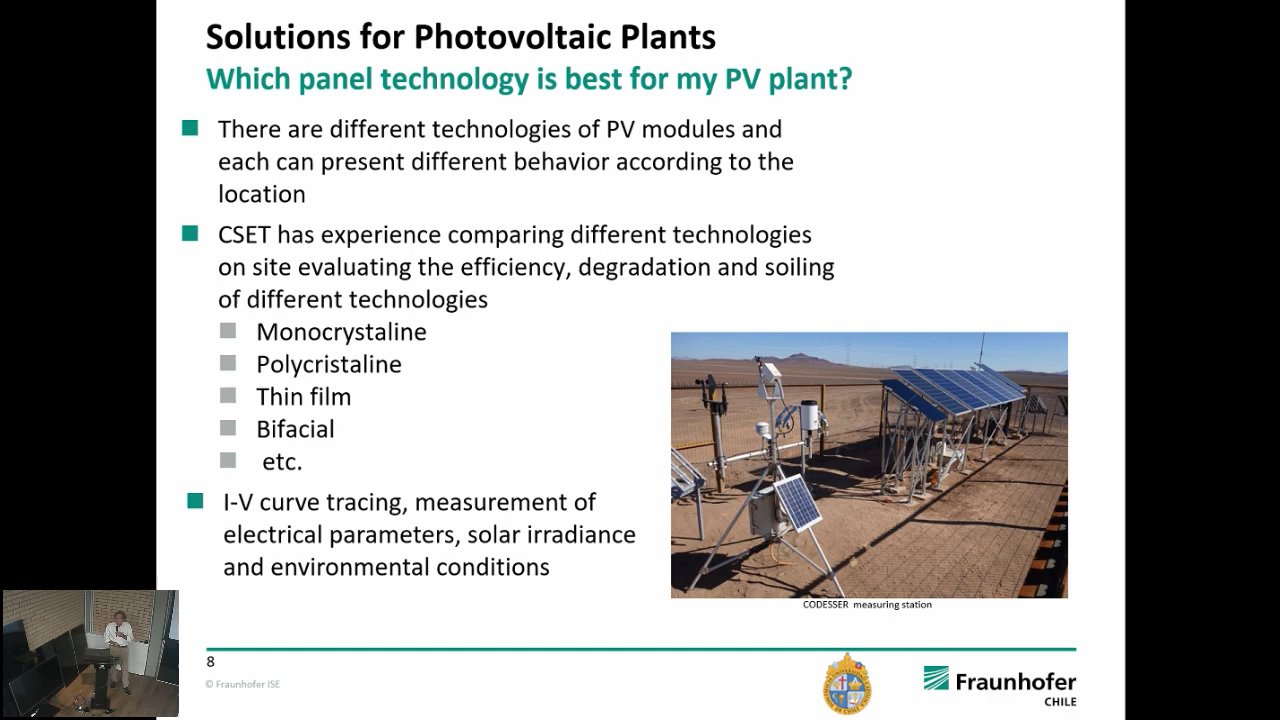 Solutions for Photovoltaic Plants
Which panel technology is best for my PV plant?
There are different technologies of PV modules and
each can present different behavior according to the
location
CSET has experience comparing different technologies
on site evaluating the efficiency, degradation and soiling
of different technologies
Monocrystaline
Polycristaline
Thin film
Bifacial
etc.
I-V curve tracing, measurement of
electrical parameters, solar irradiance
and environmental conditions
CODESSER measuring station
8
© Fraunhofer ISE
Fraunhofer
CHILE